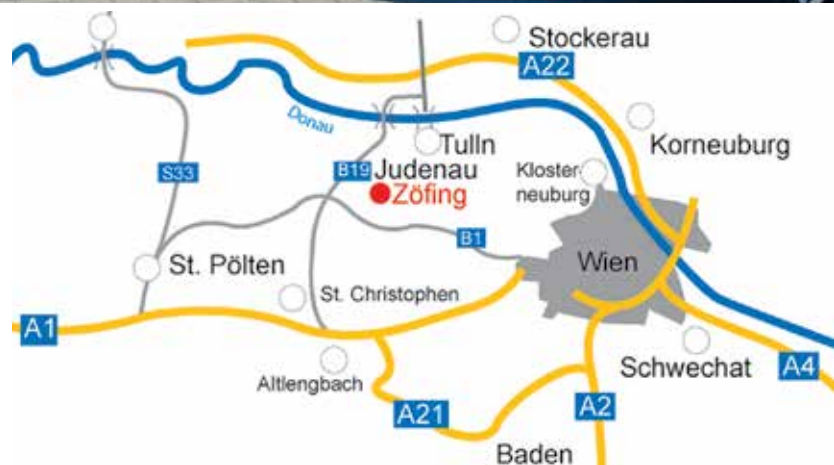 Stockerau
A22
Donau
Korneuburg
Tulln
S33
B19
Judenau
Kloster-
neuburg
Zöfing
B1
St. Pölten
Wien
St. Christophen
A1
Schwechat
A4
Altlengbach
A21
A2
Baden